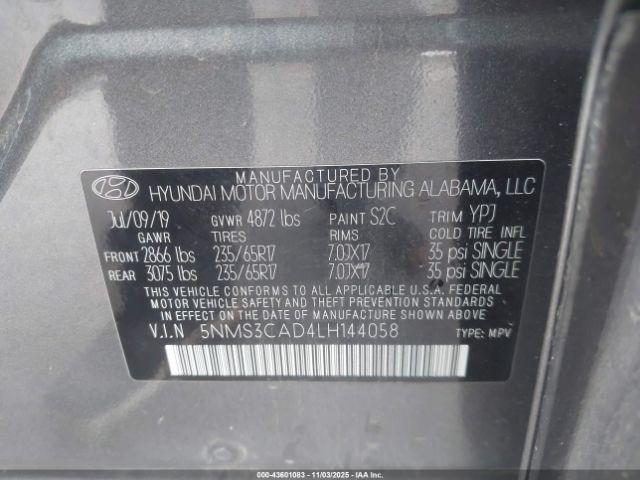 MANUFACTURED BY
HYUNDAI MOTOR MANUFACTURING ALABAMA, LLC
Jul/09/19 GVWR 4872 lbs PAINT S2C TRIM YPJ
GAWR TIRES RIMS COLD TIRE INFL
FRONT 2866 lbs 235/65R17 7.0JX17 35 psi SINGLE
REAR 3075 lbs 235/65R17 7.0JX17 35 psi SINGLE
THIS VEHICLE CONFORMS TO ALL APPLICABLE U.S.A. FEDERAL
MOTOR VEHICLE SAFETY AND THEFT PREVENTION STANDARDS
IN EFFECT ON THE DATE OF MANUFACTURE SHOWN ABOVE
V.I.N 5NMS3CAD4LH144058 TYPE: MPV
000-43601083 - 11/03/2025 - IAAI.COM